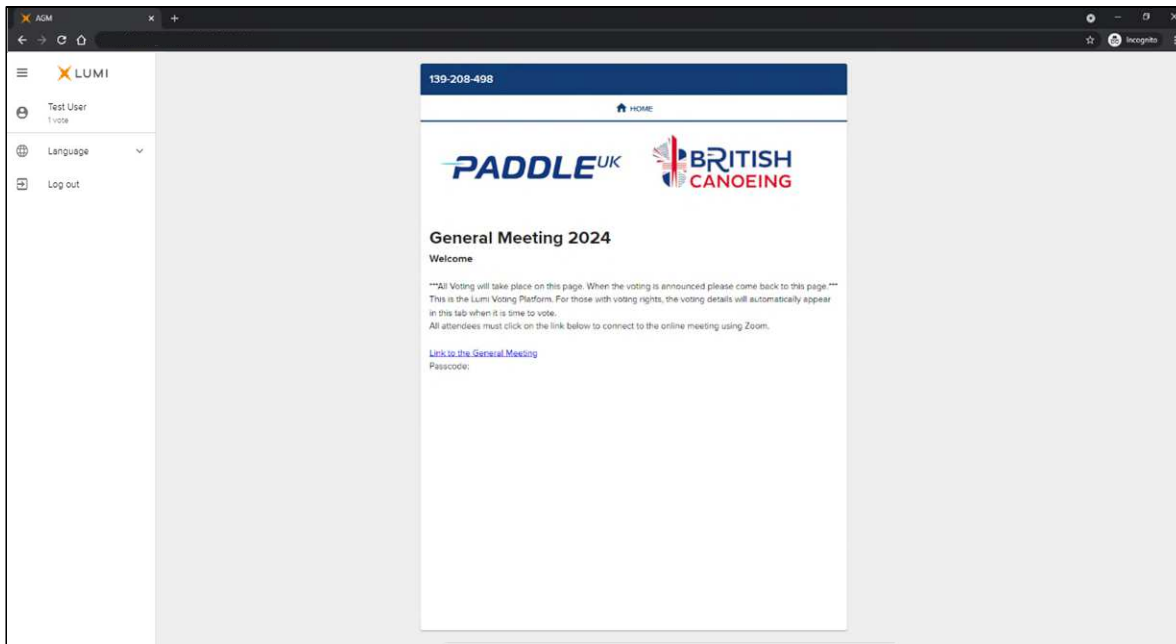 AGM
Incognito
LUMI
Test User
1 vote
Language
Log out
139-208-498
HOME
PADDLE UK
BRITISH
CANOEING
General Meeting 2024
Welcome
***All Voting will take place on this page. When the voting is announced please come back to this page.***
This is the Lumi Voting Platform. For those with voting rights, the voting details will automatically appear
in this tab when it is time to vote.
All attendees must click on the link below to connect to the online meeting using Zoom.
Link to the General Meeting
Passcode: